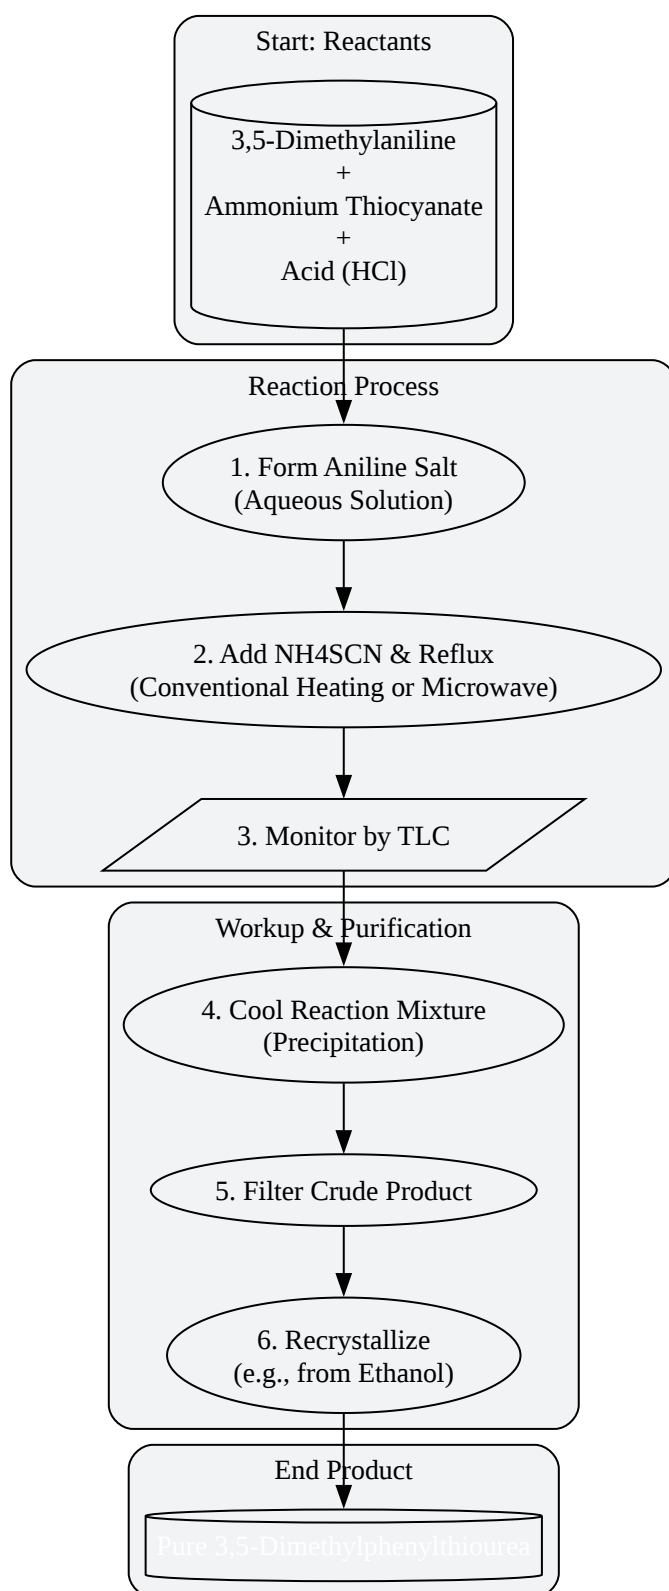 Start: Reactants
3,5-Dimethylaniline
+
Ammonium Thiocyanate
+
Acid (HCl)
Reaction Process
1. Form Aniline Salt
(Aqueous Solution)
2. Add NH4SCN & Reflux
(Conventional Heating or Microwave)
3. Monitor by TLC
Workup & Purification
4. Cool Reaction Mixture
(Precipitation)
5. Filter Crude Product
6. Recrystallize
(e.g., from Ethanol)
End Product
Pure 3,5-Dimethylphenylthiourea